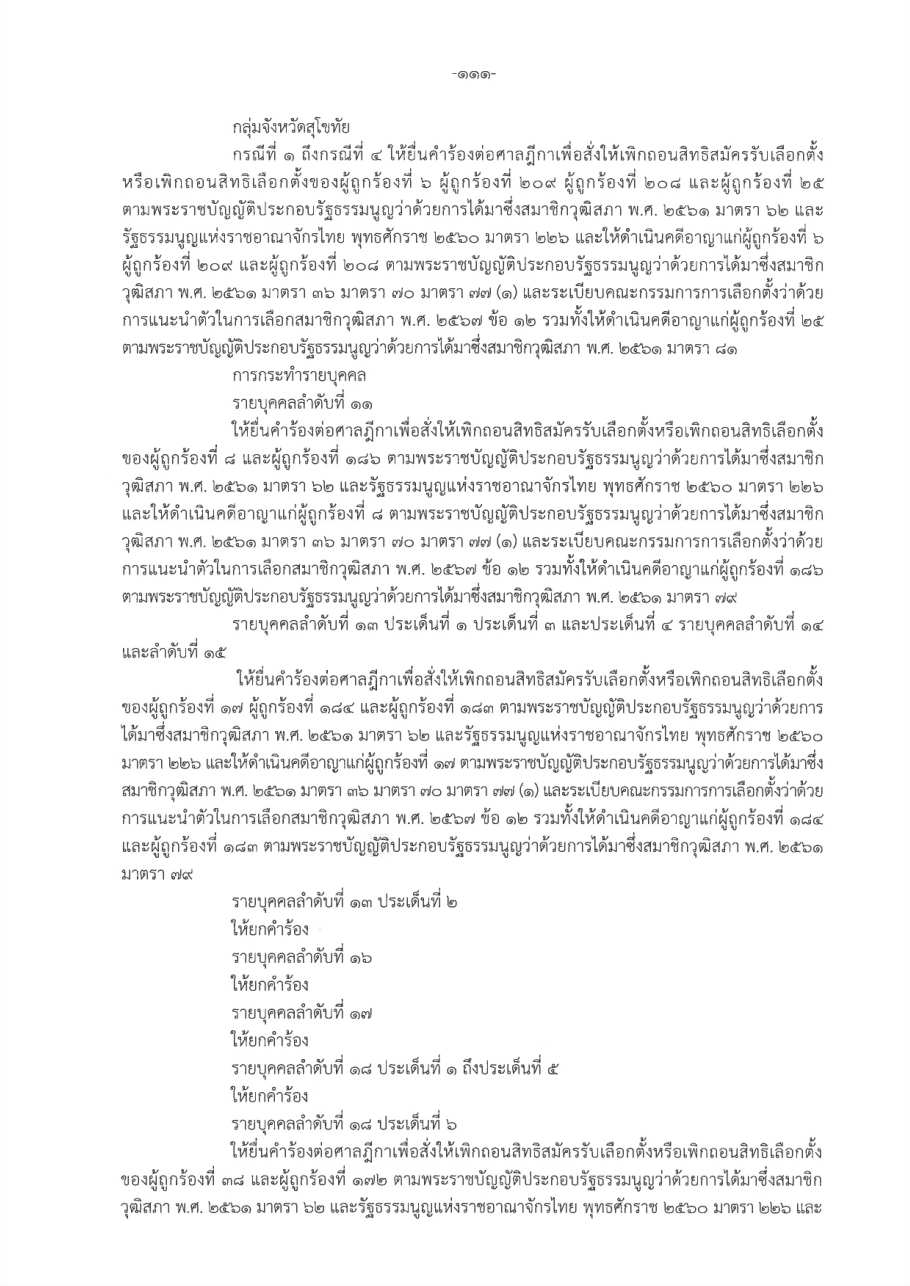 -๑๑๑-
กลุ่มจังหวัดสุโขทัย
กรณีที่ ๑ ถึงกรณีที่ ๔ ให้ยื่นคำร้องต่อศาลฎีกาเพื่อสั่งให้เพิกถอนสิทธิสมัครรับเลือกตั้ง
หรือเพิกถอนสิทธิเลือกตั้งของผู้ถูกร้องที่ ๖ ผู้ถูกร้องที่ ๒๐๙ ผู้ถูกร้องที่ ๒๐๘ และผู้ถูกร้องที่ ๒๕
ตามพระราชบัญญัติประกอบรัฐธรรมนูญว่าด้วยการได้มาซึ่งสมาชิกวุฒิสภา พ.ศ. ๒๕๖๑ มาตรา ๖๒ และ
รัฐธรรมนูญแห่งราชอาณาจักรไทย พุทธศักราช ๒๕๖๐ มาตรา ๒๒๖ และให้ดำเนินคดีอาญาแก่ผู้ถูกร้องที่ ๖
ผู้ถูกร้องที่ ๒๐๙ และผู้ถูกร้องที่ ๒๐๘ ตามพระราชบัญญัติประกอบรัฐธรรมนูญว่าด้วยการได้มาซึ่งสมาชิก
วุฒิสภา พ.ศ. ๒๕๖๑ มาตรา ๓๖ มาตรา ๗๐ มาตรา ๗๗ (๑) และระเบียบคณะกรรมการการเลือกตั้งว่าด้วย
การแนะนำตัวในการเลือกสมาชิกวุฒิสภา พ.ศ. ๒๕๖๗ ข้อ ๑๒ รวมทั้งให้ดำเนินคดีอาญาแก่ผู้ถูกร้องที่ ๒๕
ตามพระราชบัญญัติประกอบรัฐธรรมนูญว่าด้วยการได้มาซึ่งสมาชิกวุฒิสภา พ.ศ. ๒๕๖๑ มาตรา ๘๑
การกระทำรายบุคคล
รายบุคคลลำดับที่ ๑๑
ให้ยื่นคำร้องต่อศาลฎีกาเพื่อสั่งให้เพิกถอนสิทธิสมัครรับเลือกตั้งหรือเพิกถอนสิทธิเลือกตั้ง
ของผู้ถูกร้องที่ ๘ และผู้ถูกร้องที่ ๑๘๖ ตามพระราชบัญญัติประกอบรัฐธรรมนูญว่าด้วยการได้มาซึ่งสมาชิก
วุฒิสภา พ.ศ. ๒๕๖๑ มาตรา ๖๒ และรัฐธรรมนูญแห่งราชอาณาจักรไทย พุทธศักราช ๒๕๖๐ มาตรา ๒๒๖
และให้ดำเนินคดีอาญาแก่ผู้ถูกร้องที่ ๘ ตามพระราชบัญญัติประกอบรัฐธรรมนูญว่าด้วยการได้มาซึ่งสมาชิก
วุฒิสภา พ.ศ. ๒๕๖๑ มาตรา ๓๖ มาตรา ๗๐ มาตรา ๗๗ (๑) และระเบียบคณะกรรมการการเลือกตั้งว่าด้วย
การแนะนำตัวในการเลือกสมาชิกวุฒิสภา พ.ศ. ๒๕๖๗ ข้อ ๑๒ รวมทั้งให้ดำเนินคดีอาญาแก่ผู้ถูกร้องที่ ๑๘๖
ตามพระราชบัญญัติประกอบรัฐธรรมนูญว่าด้วยการได้มาซึ่งสมาชิกวุฒิสภา พ.ศ. ๒๕๖๑ มาตรา ๗๙
รายบุคคลลำดับที่ ๑๓ ประเด็นที่ ๑ ประเด็นที่ ๓ และประเด็นที่ ๔ รายบุคคลลำดับที่ ๑๔
และลำดับที่ ๑๕
ให้ยื่นคำร้องต่อศาลฎีกาเพื่อสั่งให้เพิกถอนสิทธิสมัครรับเลือกตั้งหรือเพิกถอนสิทธิเลือกตั้ง
ของผู้ถูกร้องที่ ๑๗ ผู้ถูกร้องที่ ๑๘๔ และผู้ถูกร้องที่ ๑๘๓ ตามพระราชบัญญัติประกอบรัฐธรรมนูญว่าด้วยการ
ได้มาซึ่งสมาชิกวุฒิสภา พ.ศ. ๒๕๖๑ มาตรา ๖๒ และรัฐธรรมนูญแห่งราชอาณาจักรไทย พุทธศักราช ๒๕๖๐
มาตรา ๒๒๖ และให้ดำเนินคดีอาญาแก่ผู้ถูกร้องที่ ๑๗ ตามพระราชบัญญัติประกอบรัฐธรรมนูญว่าด้วยการได้มาซึ่ง
สมาชิกวุฒิสภา พ.ศ. ๒๕๖๑ มาตรา ๓๖ มาตรา ๗๐ มาตรา ๗๗ (๑) และระเบียบคณะกรรมการการเลือกตั้งว่าด้วย
การแนะนำตัวในการเลือกสมาชิกวุฒิสภา พ.ศ. ๒๕๖๗ ข้อ ๑๒ รวมทั้งให้ดำเนินคดีอาญาแก่ผู้ถูกร้องที่ ๑๘๔
และผู้ถูกร้องที่ ๑๘๓ ตามพระราชบัญญัติประกอบรัฐธรรมนูญว่าด้วยการได้มาซึ่งสมาชิกวุฒิสภา พ.ศ. ๒๕๖๑
มาตรา ๗๙
รายบุคคลลำดับที่ ๑๓ ประเด็นที่ ๒
ให้ยกคำร้อง
รายบุคคลลำดับที่ ๑๖
ให้ยกคำร้อง
รายบุคคลลำดับที่ ๑๗
ให้ยกคำร้อง
รายบุคคลลำดับที่ ๑๘ ประเด็นที่ ๑ ถึงประเด็นที่ ๕
ให้ยกคำร้อง
รายบุคคลลำดับที่ ๑๘ ประเด็นที่ ๖
ให้ยื่นคำร้องต่อศาลฎีกาเพื่อสั่งให้เพิกถอนสิทธิสมัครรับเลือกตั้งหรือเพิกถอนสิทธิเลือกตั้ง
ของผู้ถูกร้องที่ ๓๘ และผู้ถูกร้องที่ ๑๗๒ ตามพระราชบัญญัติประกอบรัฐธรรมนูญว่าด้วยการได้มาซึ่งสมาชิก
วุฒิสภา พ.ศ. ๒๕๖๑ มาตรา ๖๒ และรัฐธรรมนูญแห่งราชอาณาจักรไทย พุทธศักราช ๒๕๖๐ มาตรา ๒๒๖ และ